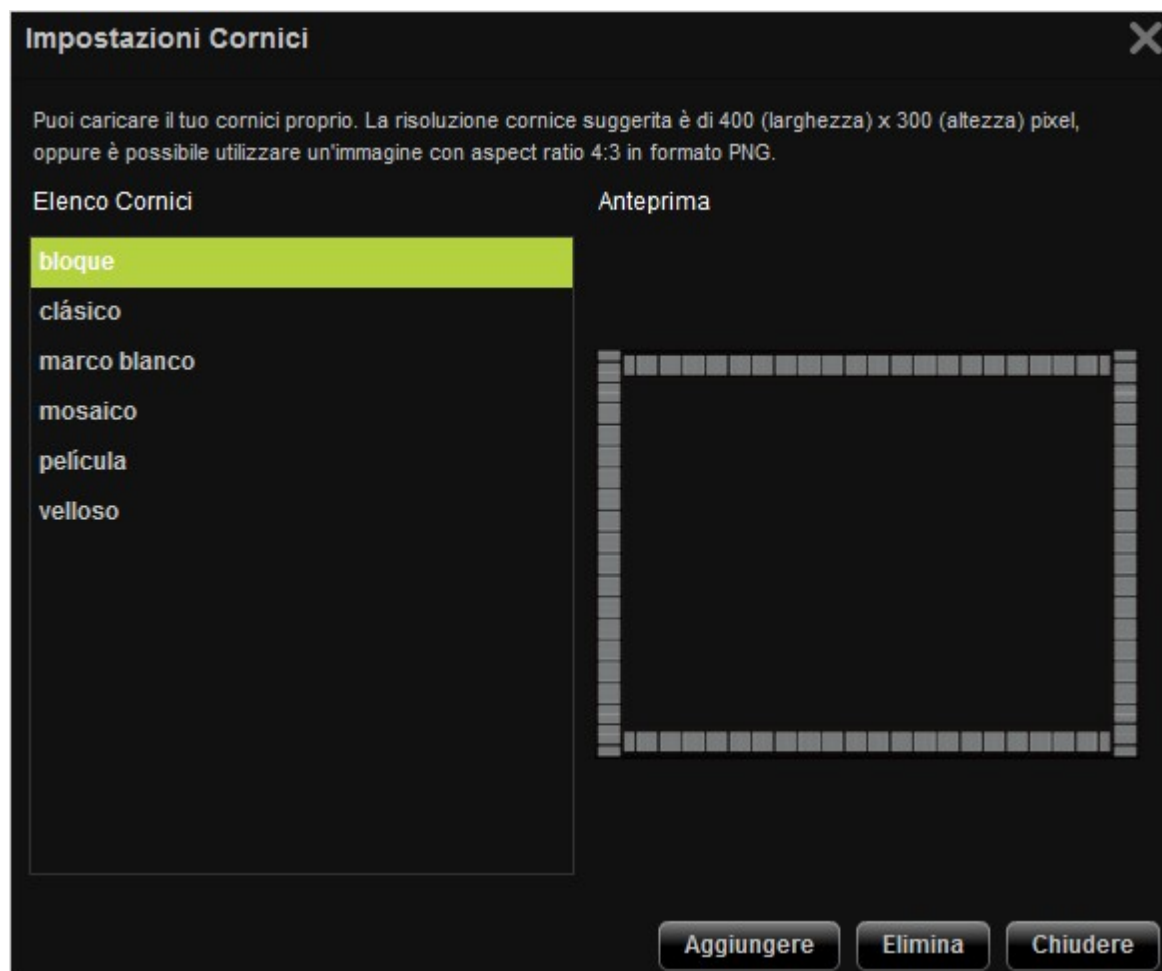 Impostazioni Cornici
Puoi caricare il tuo cornici proprio. La risoluzione cornice suggerita è di 400 (larghezza) x 300 (altezza) pixel,
oppure è possibile utilizzare un'immagine con aspect ratio 4:3 in formato PNG.
Elenco Cornici
Anteprima
bloque
clásico
marco blanco
mosaico
película
velloso
Aggiungere
Elimina
Chiudere